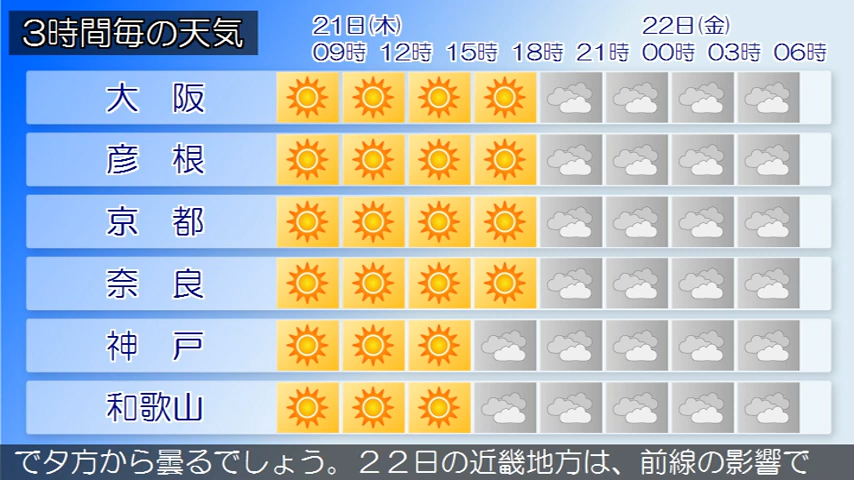 3時間毎の天気
21日(木) 22日(金)
09時 12時 15時 18時 21時 00時 03時 06時
大 阪
彦 根
京 都
奈 良
神 戸
和歌山
で夕方から曇るでしょう。22日の近畿地方は、前線の影響で